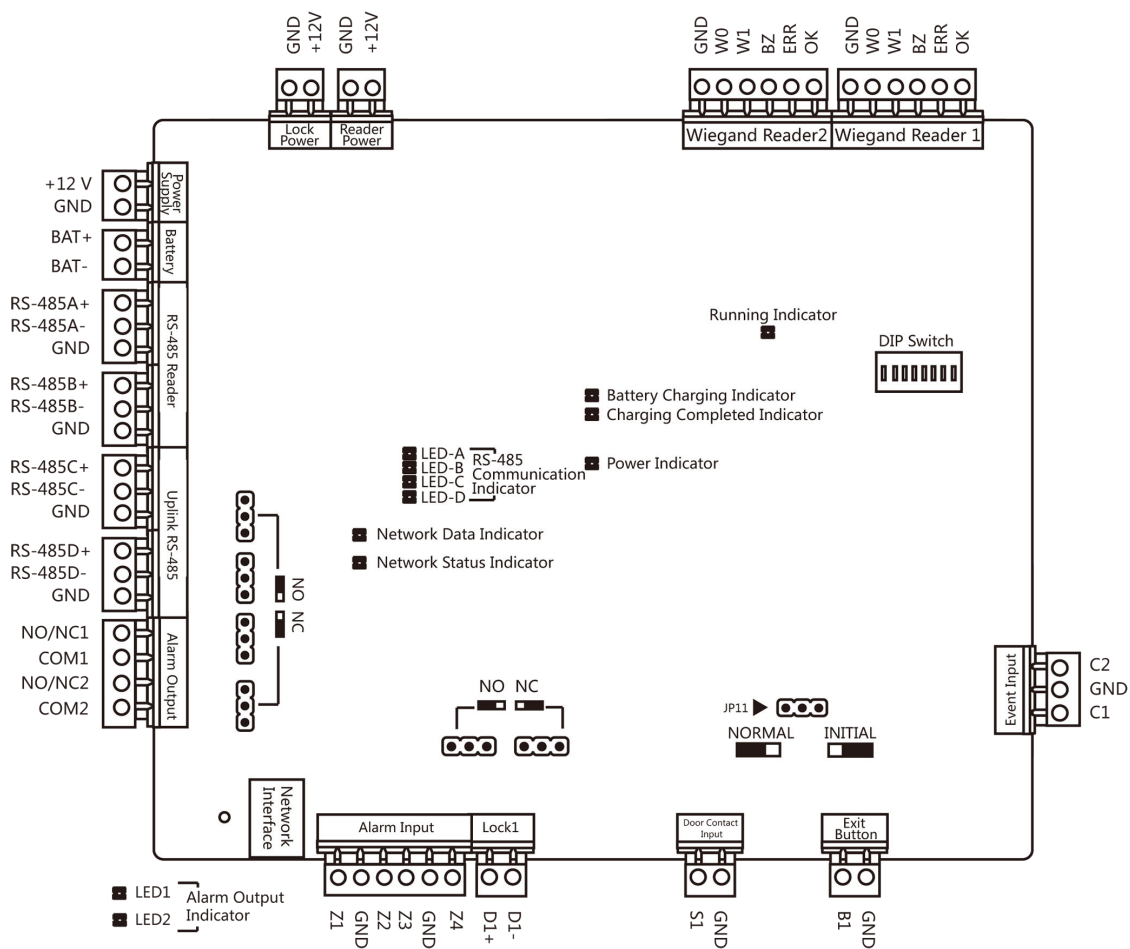 GND
+12V
GND
+12V
GND
W0
W1
BZ
ERR
OK
GND
W0
W1
BZ
ERR
OK
Lock
Power
Reader
Power
Wiegand Reader2
Wiegand Reader 1
+12 V
GND
Power
Supply
BAT+
BAT-
Battery
RS-485A+
RS-485A-
GND
RS-485B+
RS-485B-
GND
RS-485 Reader
RS-485C+
RS-485C-
GND
RS-485D+
RS-485D-
GND
Uplink RS-485
NO/NC1
COM1
NO/NC2
COM2
Alarm Output
Running Indicator
DIP Switch
Battery Charging Indicator
Charging Completed Indicator
Power Indicator
LED-A
LED-B
LED-C
LED-D
RS-485
Communication
Indicator
Network Data Indicator
Network Status Indicator
NO
NC
NO NC
JP11
NORMAL
INITIAL
C2
GND
C1
Event Input
Network
Interface
Alarm Input
Lock1
Door Contact
Input
Exit
Button
LED1
LED2
Alarm Output
Indicator
Z1
GND
Z2
Z3
GND
Z4
D1+
D1-
S1
GND
B1
GND